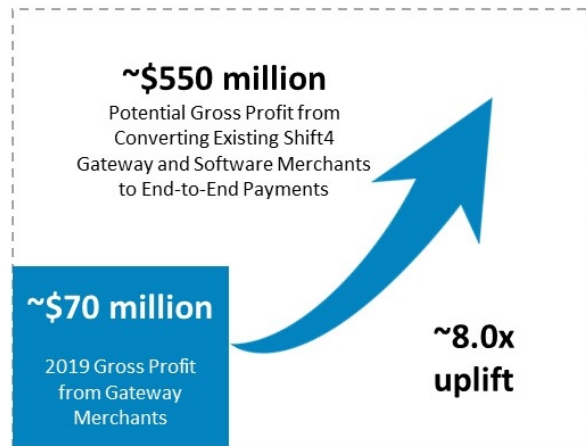 ~$550 million
Potential Gross Profit from
Converting Existing Shift4
Gateway and Software Merchants
to End-to-End Payments
~$70 million
2019 Gross Profit
from Gateway
Merchants
~8.0x
uplift